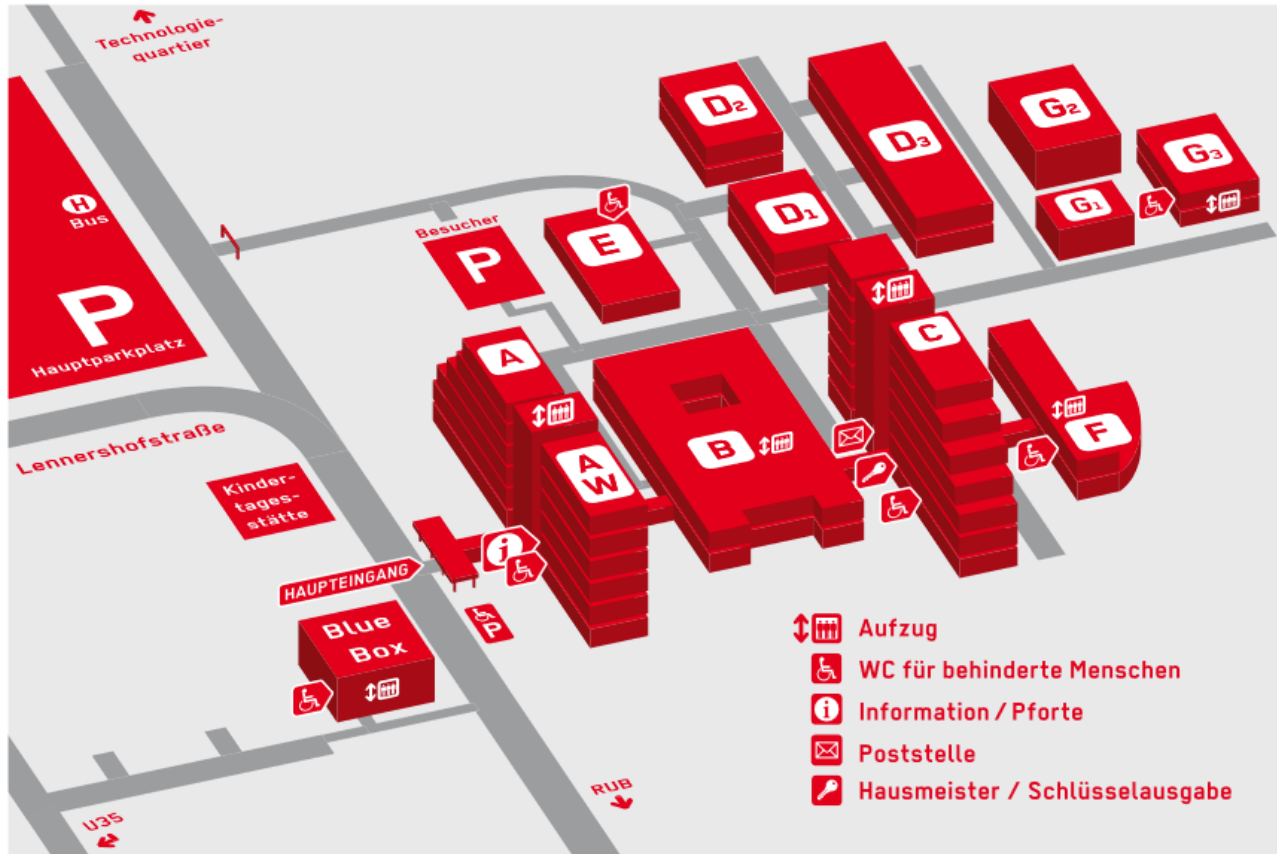 Technologie-
quartier
H
Bus
P
Hauptparkplatz
Besucher
P
E
D2
D3
D1
G2
G3
G1
A
A
W
B
C
F
Lennershofstraße
Kinder-
tages-
stätte
i
HAUPTEINGANG
P
Blue
Box
U35
RUB
Aufzug
WC für behinderte Menschen
i Information / Pforte
Poststelle
Hausmeister / Schlüsselausgabe